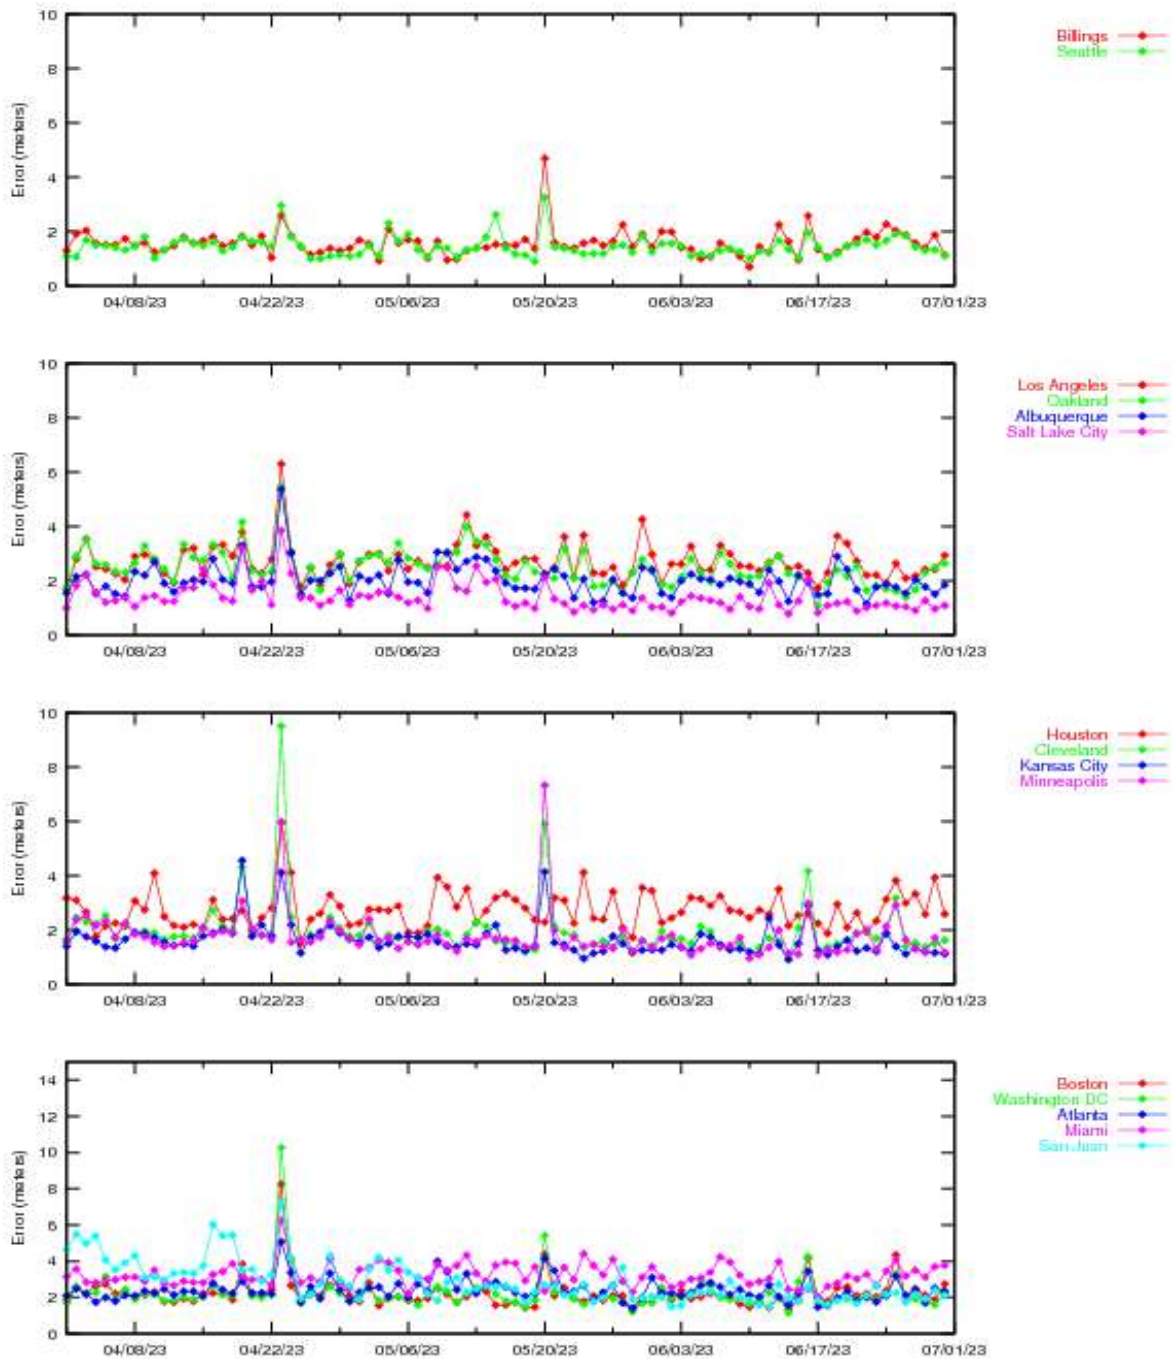 10
8
6
4
2
0
Error (meters)
04/08/23 04/22/23 05/06/23 05/20/23 06/03/23 06/17/23 07/01/23
Billings
Seattle
10
8
6
4
2
0
Error (meters)
04/08/23 04/22/23 05/06/23 05/20/23 06/03/23 06/17/23 07/01/23
Los Angeles
Oakland
Albuquerque
Salt Lake City
10
8
6
4
2
0
Error (meters)
04/08/23 04/22/23 05/06/23 05/20/23 06/03/23 06/17/23 07/01/23
Houston
Cleveland
Kansas City
Minneapolis
14
12
10
8
6
4
2
0
Error (meters)
04/08/23 04/22/23 05/06/23 05/20/23 06/03/23 06/17/23 07/01/23
Boston
Washington DC
Atlanta
Miami
San Juan